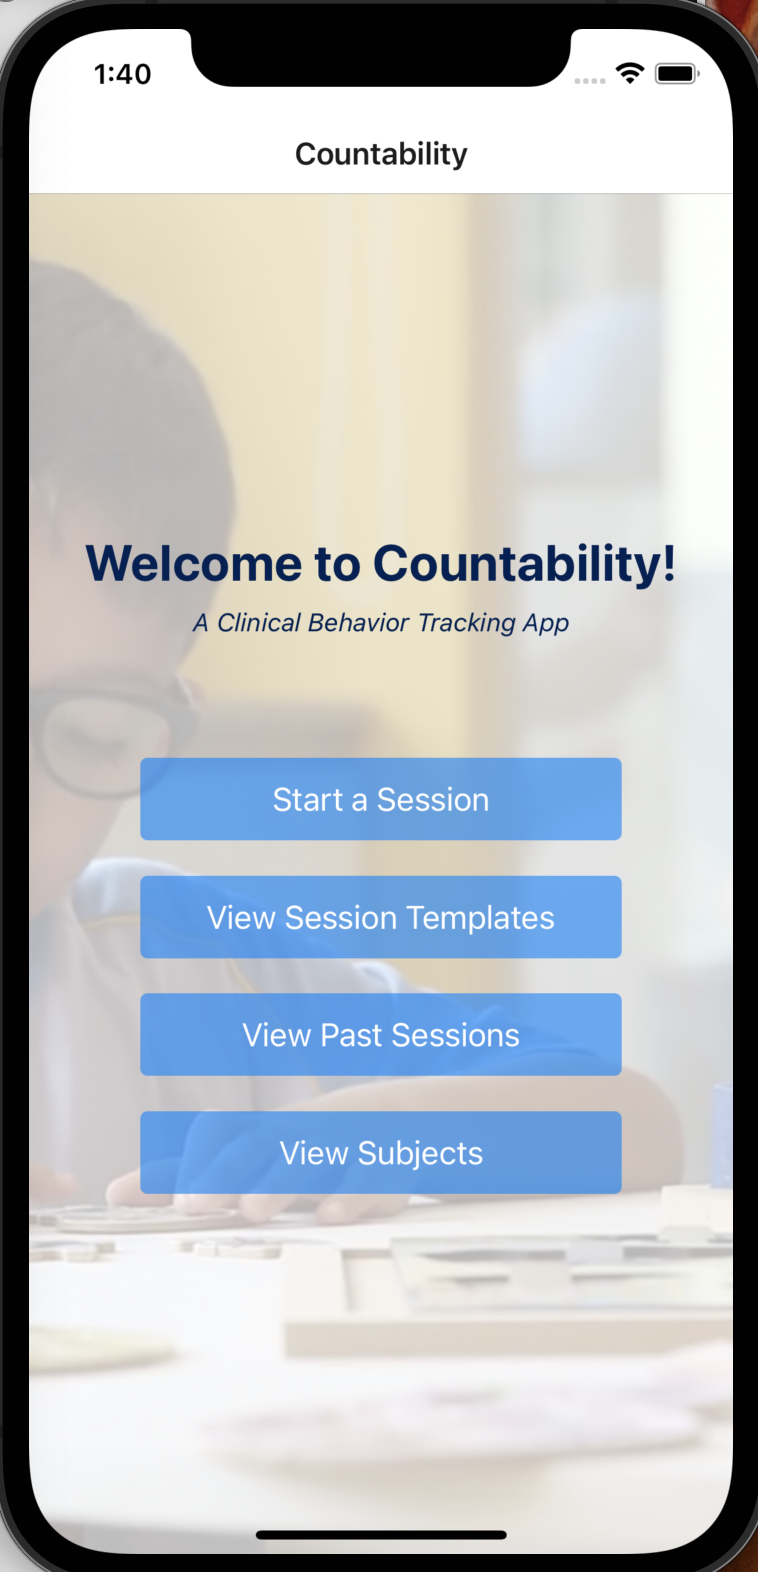 1:40
Countability
Welcome to Countability!
A Clinical Behavior Tracking App
Start a Session
View Session Templates
View Past Sessions
View Subjects